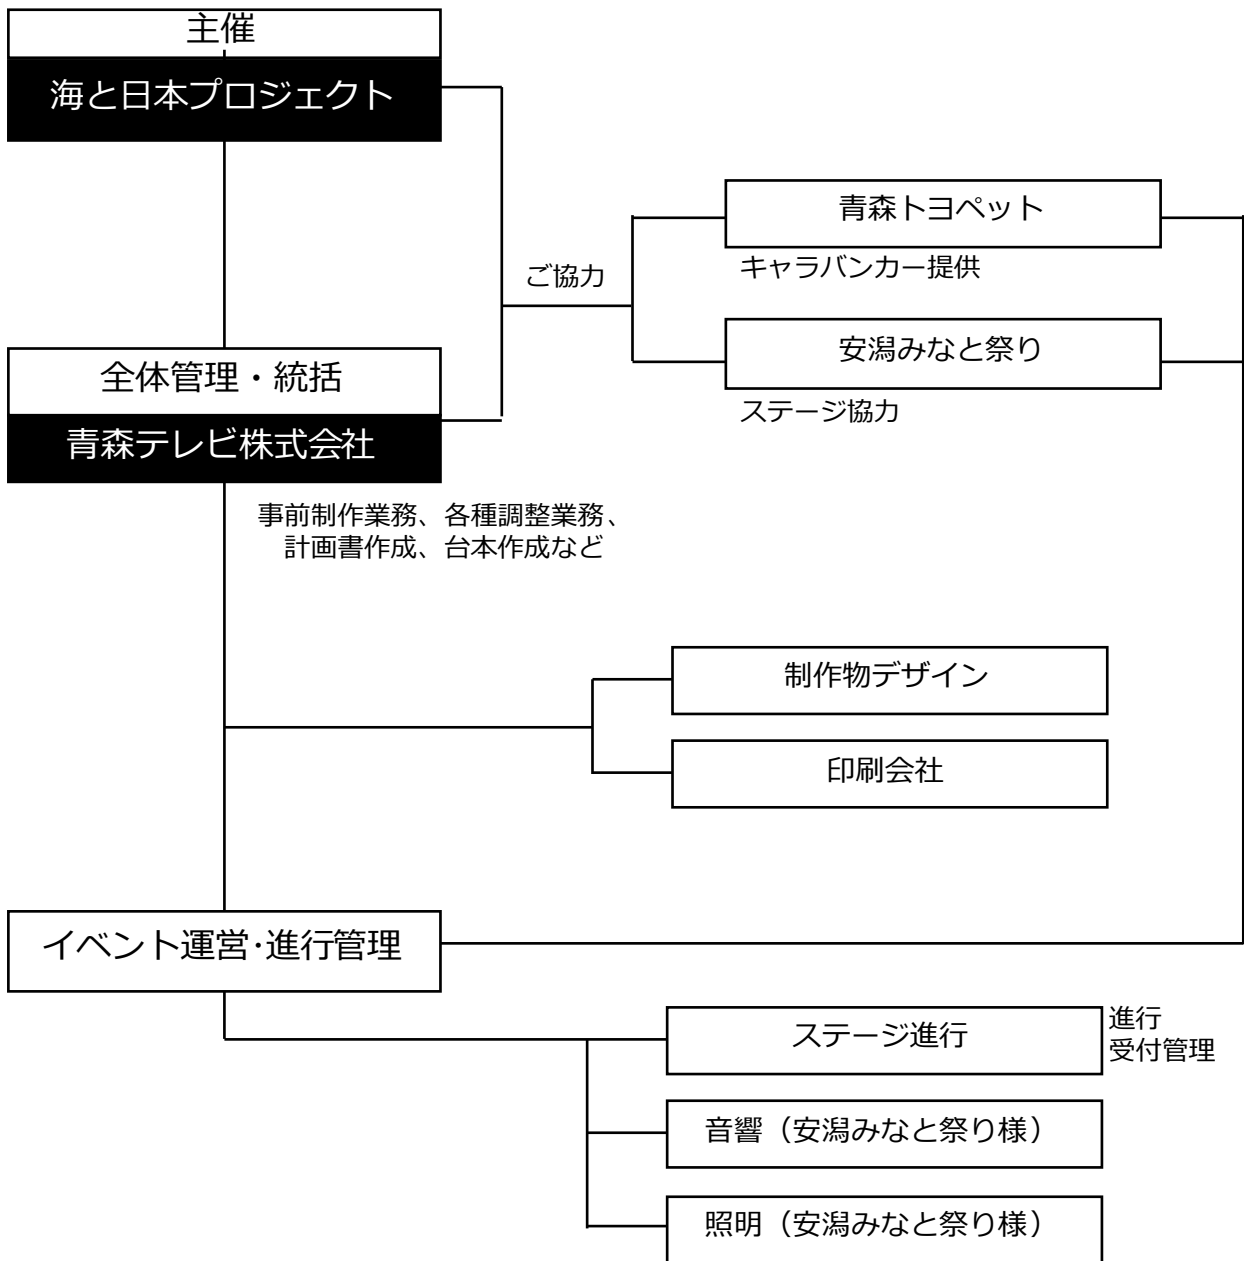 主催
海と日本プロジェクト
青森トヨペット
キャラバンカー提供
ご協力
安潟みなと祭り
ステージ協力
全体管理・統括
青森テレビ株式会社
事前制作業務、各種調整業務、
計画書作成、台本作成など
制作物デザイン
印刷会社
イベント運営･進行管理
ステージ進行
進行
受付管理
音響（安潟みなと祭り様）
照明（安潟みなと祭り様）